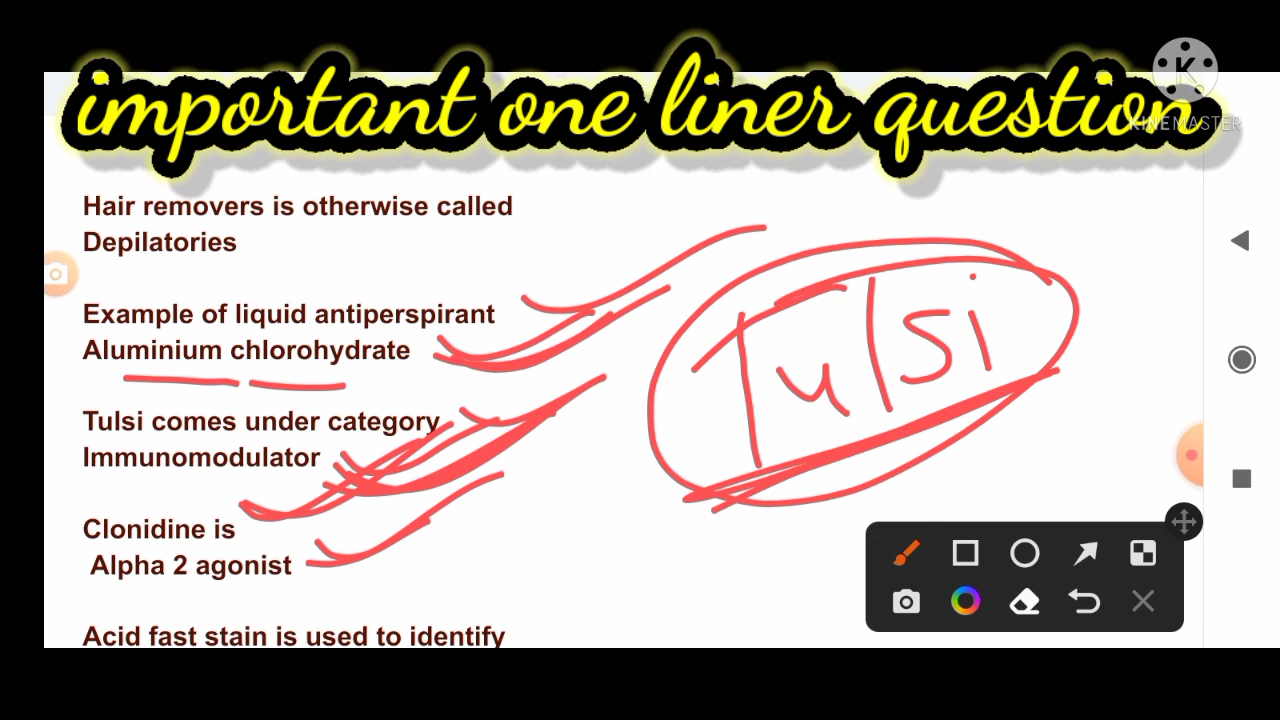 important one liner question
K
KINEMASTER
Hair removers is otherwise called
Depilatories
Example of liquid antiperspirant
Aluminium chlorohydrate
Tulsi comes under category
Immunomodulator
Tulsi
Clonidine is
Alpha 2 agonist
Acid fast stain is used to identify